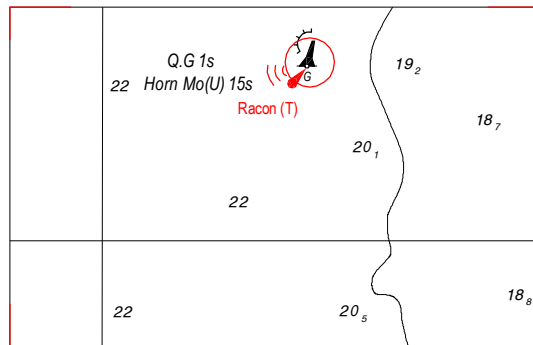 Q.G 1s
19₂
22
Horn Mo(U) 15s
G
Racon (T)
18₇
20₁
22
22
20₅
18₈